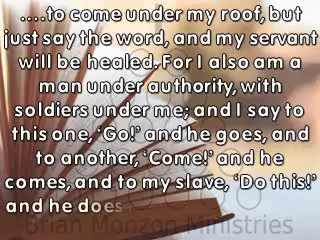 ....to come under my roof, but
just say the word, and my servant
will be healed. For I also am a
man under authority, with
soldiers under me; and I say to
this one, ‘Go!’ and he goes, and
to another, ‘Come!’ and he
comes, and to my slave, ‘Do this!’
and he does
Brian Monzon Ministries